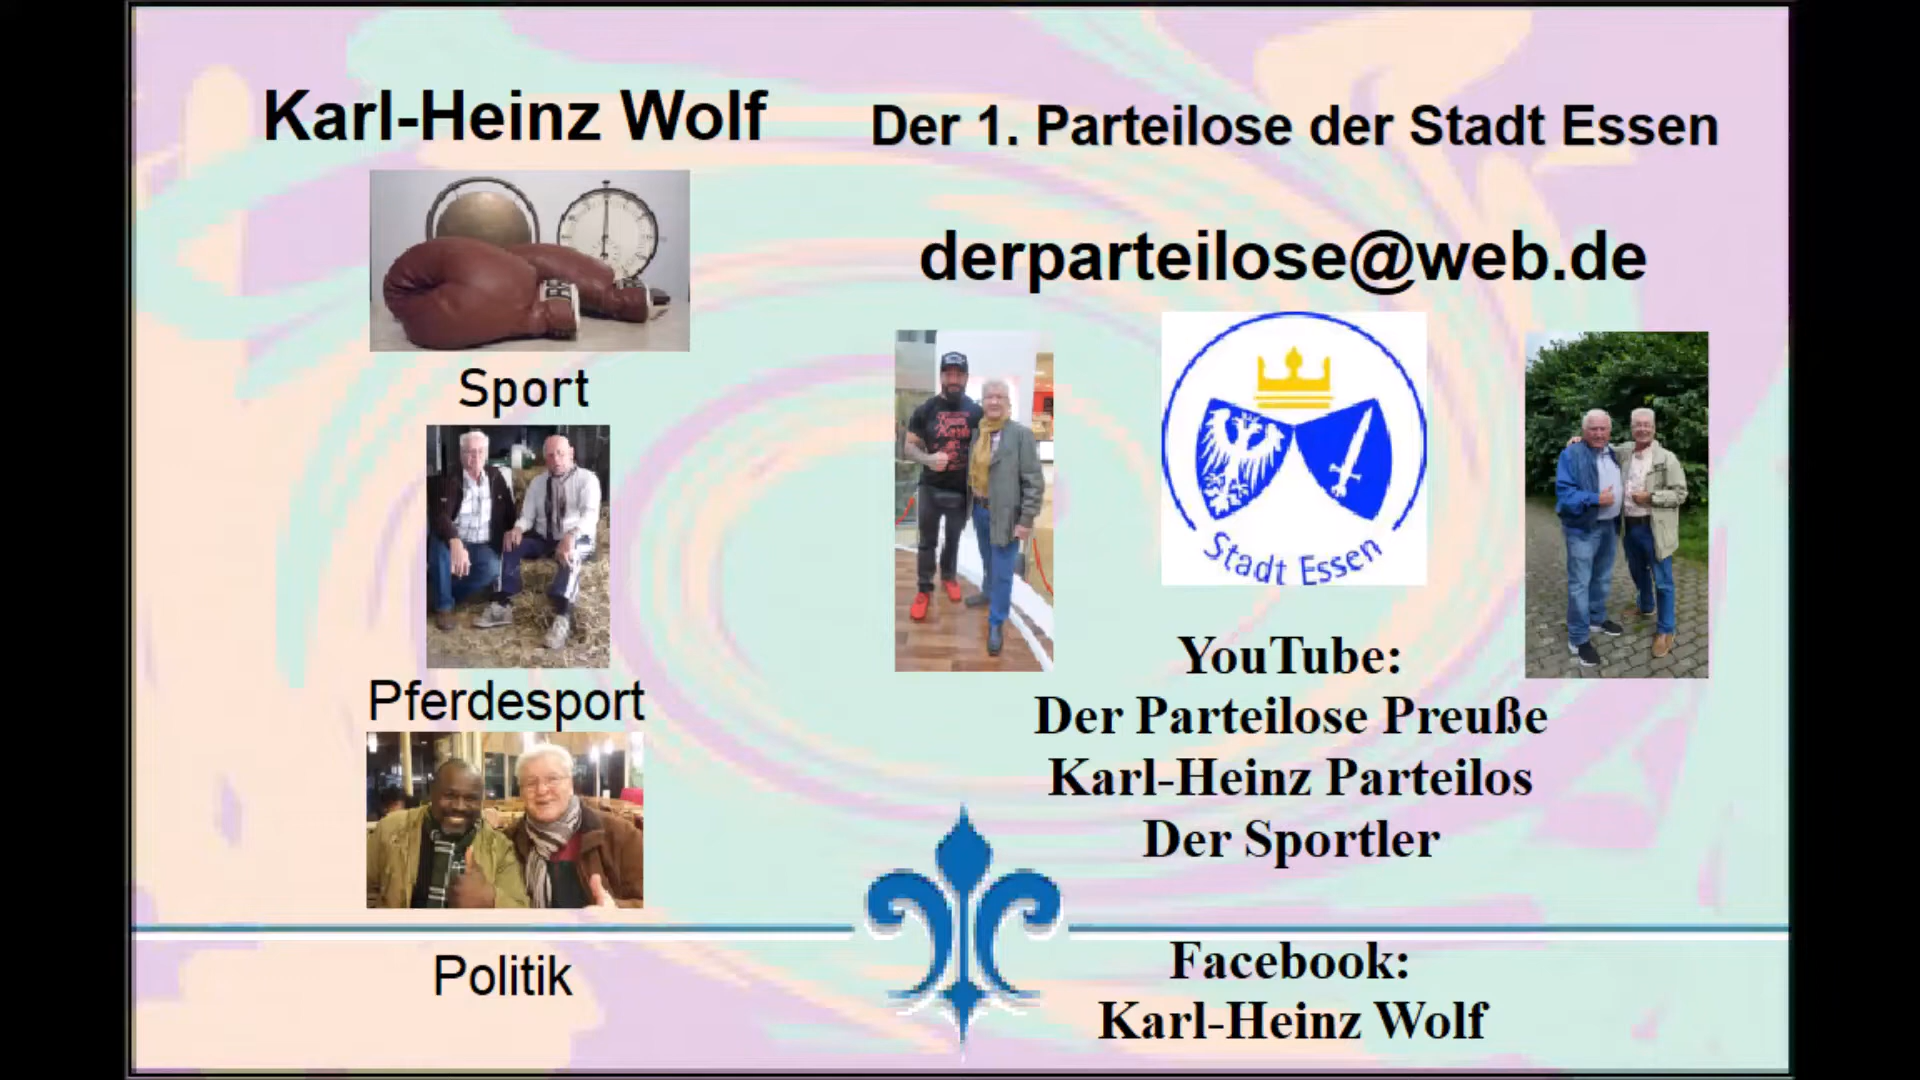 Karl-Heinz Wolf
Der 1. Parteilose der Stadt Essen
derparteilose@web.de
Sport
Pferdesport
Politik
Stadt Essen
YouTube:
Der Parteilose Preuße
Karl-Heinz Parteilos
Der Sportler
Facebook:
Karl-Heinz Wolf